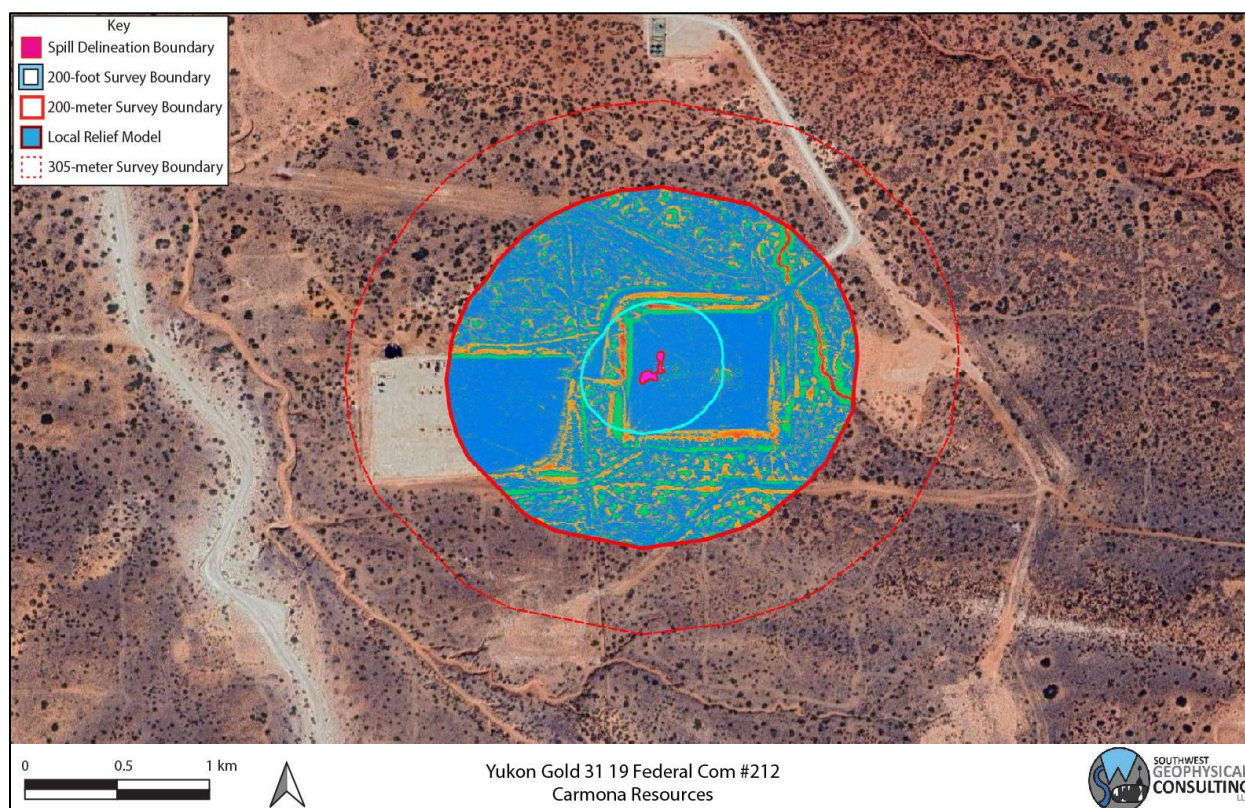 Key
Spill Delineation Boundary
200-foot Survey Boundary
200-meter Survey Boundary
Local Relief Model
305-meter Survey Boundary
0 0.5 1 km
Yukon Gold 31 19 Federal Com #212
Carmona Resources
SOUTHWEST
GEOPHYSICAL
CONSULTING